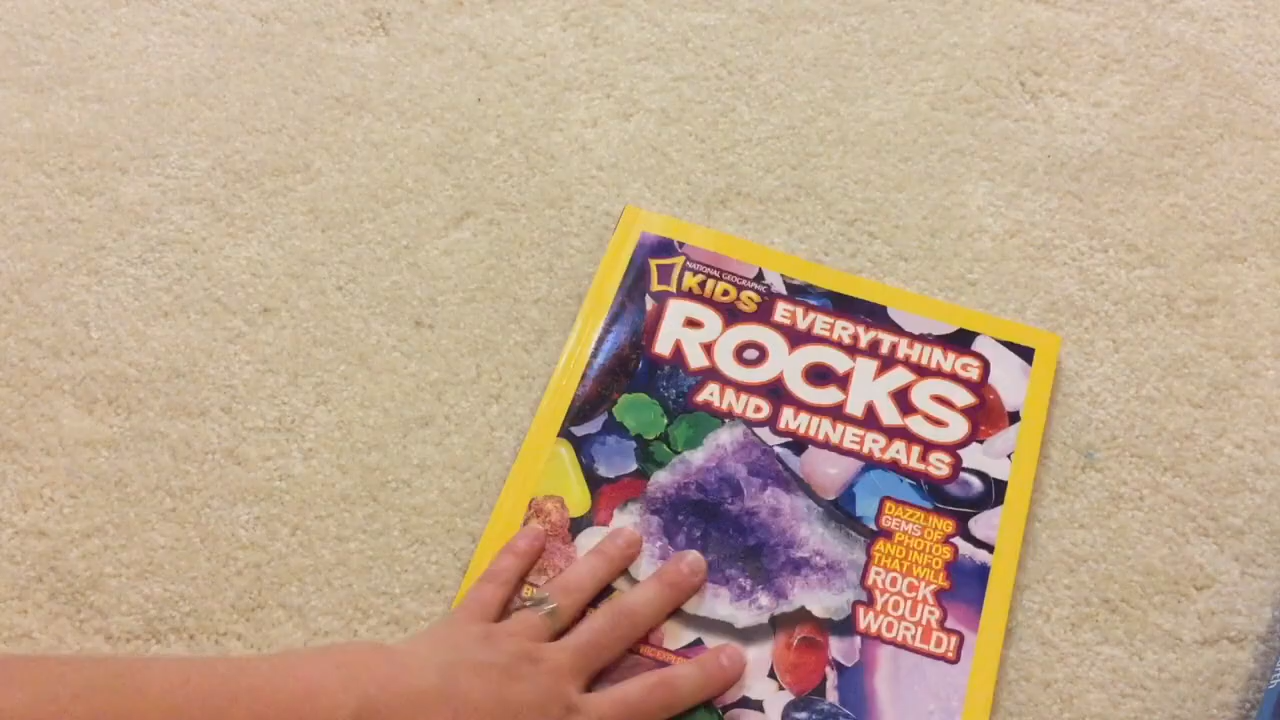 NATIONAL GEOGRAPHIC
KIDS
EVERYTHING
ROCKS
AND MINERALS
DAZZLING
GEMS OF
PHOTOS
AND INFO
THAT WILL
ROCK
YOUR
WORLD!